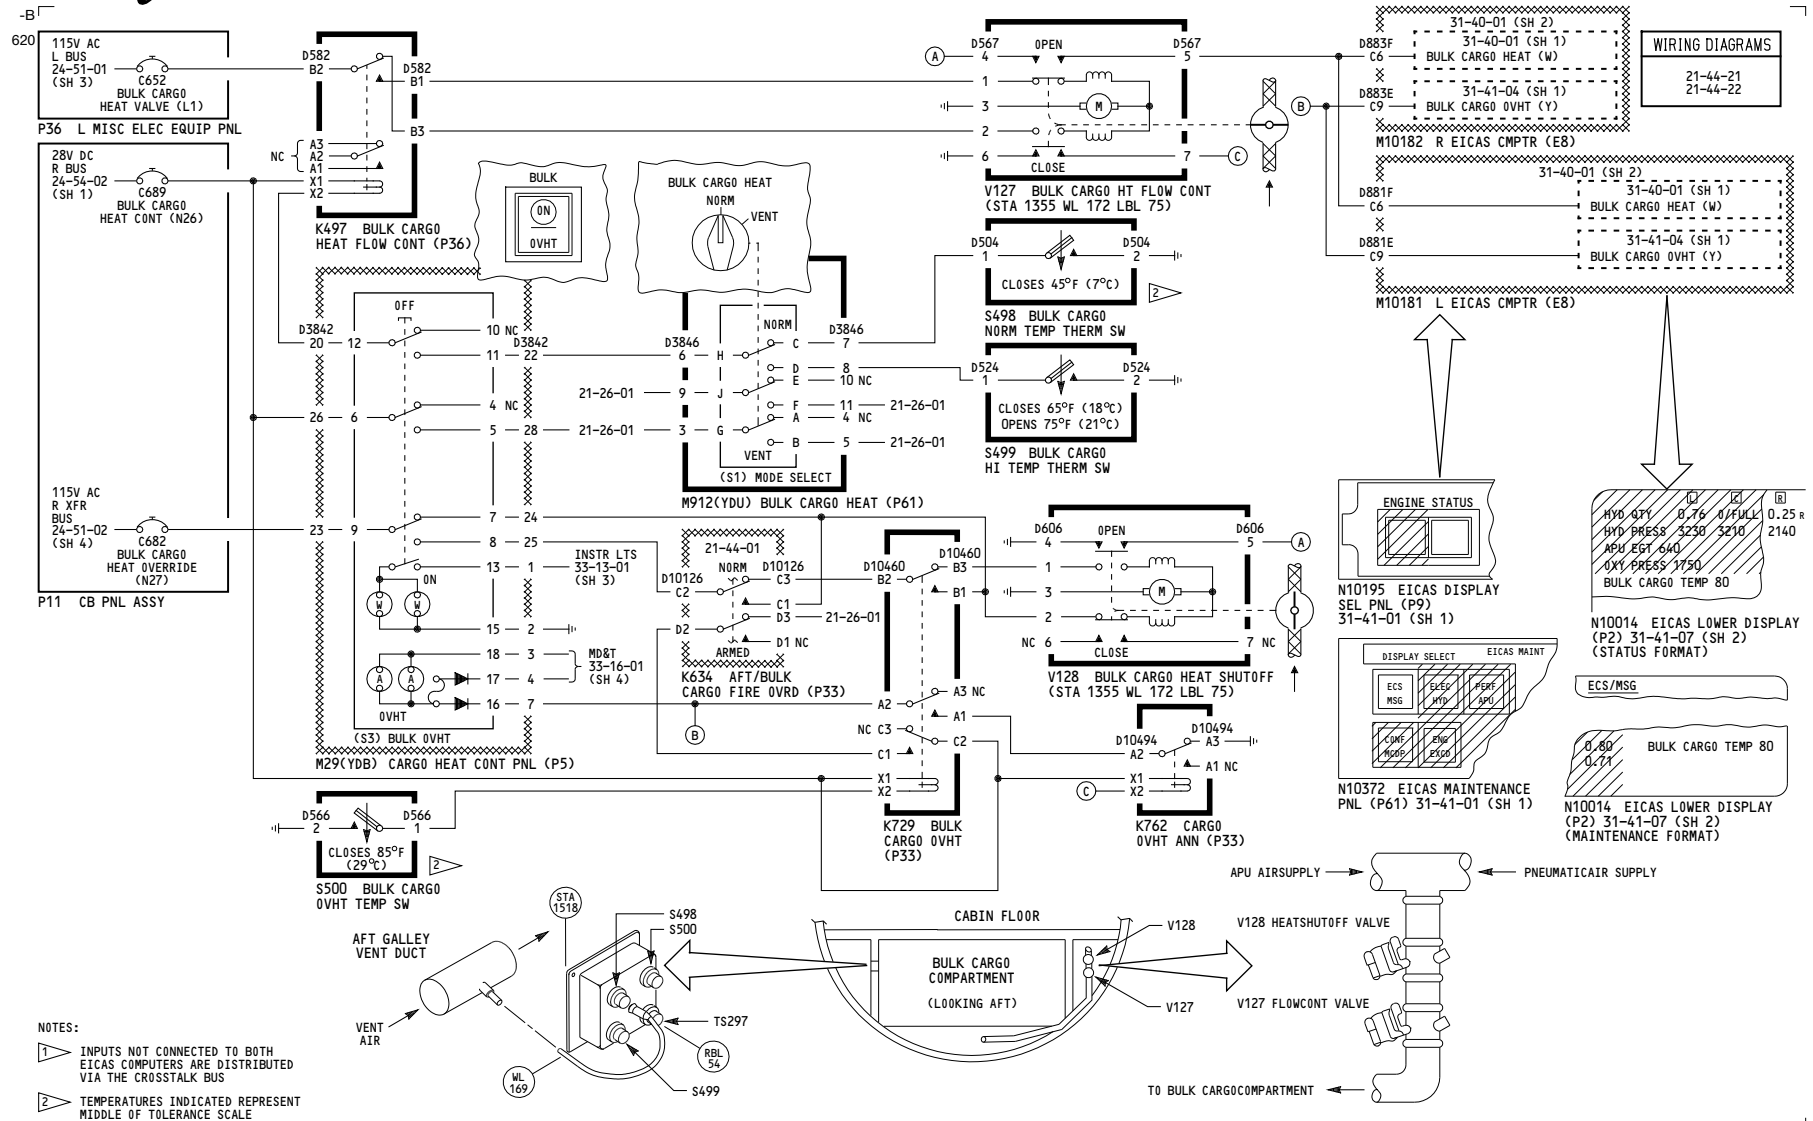 -B
620
115V AC
L BUS
24-51-01
(SH 3)
C652
BULK CARGO
HEAT VALVE (L1)
P36 L MISC ELEC EQUIP PNL
28V DC
R BUS
24-54-02
(SH 1)
C689
BULK CARGO
HEAT CONT (N26)
115V AC
R XFR
BUS
24-51-02
(SH 4)
C682
BULK CARGO
HEAT OVERRIDE
(N27)
P11 CB PNL ASSY
D582
B2
D582
B1
B3
NC
A3
A2
A1
X1
X2
K497 BULK CARGO
HEAT FLOW CONT (P36)
BULK
ON
OVHT
BULK CARGO HEAT
NORM
VENT
OFF
D3842
20 12
10 NC
D3842
11 22
26 6
4 NC
5 28
23 9
7 24
8 25
13 1
INSTR LTS
33-13-01
(SH 3)
ON
W W
15 2
18 3
17 4
MD&T
33-16-01
(SH 4)
A A
16 7
OVHT
(S3) BULK OVHT
M29(YDB) CARGO HEAT CONT PNL (P5)
D3846
6 H
NORM
C
D3846
7
D 8
E 10 NC
21-26-01 9 J
F 11 21-26-01
A 4 NC
21-26-01 3 G
B 5 21-26-01
VENT
(S1) MODE SELECT
M912(YDU) BULK CARGO HEAT (P61)
A
D567
4
OPEN
D567
5
1
3
M
2
6
CLOSE
7
C
V127 BULK CARGO HT FLOW CONT
(STA 1355 WL 172 LBL 75)
D504
1
D504
2
CLOSES 45°F (7°C)
2
S498 BULK CARGO
NORM TEMP THERM SW
D524
1
D524
2
CLOSES 65°F (18°C)
OPENS 75°F (21°C)
S499 BULK CARGO
HI TEMP THERM SW
31-40-01 (SH 2)
D883F
C6
31-40-01 (SH 1)
BULK CARGO HEAT (W)
B
D883E
C9
31-41-04 (SH 1)
BULK CARGO OVHT (Y)
M10182 R EICAS CMPTR (E8)
WIRING DIAGRAMS
21-44-21
21-44-22
31-40-01 (SH 2)
D881F
C6
31-40-01 (SH 1)
BULK CARGO HEAT (W)
D881E
C9
31-41-04 (SH 1)
BULK CARGO OVHT (Y)
M10181 L EICAS CMPTR (E8)
21-44-01
D10126
C2
NORM
D10126
C3
C1
D2
D3 21-26-01
D1 NC
ARMED
K634 AFT/BULK
CARGO FIRE OVRD (P33)
B
D10460
B2
D10460
B3
B1
A2
A3 NC
A1
NC C3
C2
C1
X1
X2
K729 BULK
CARGO OVHT
(P33)
D606
4
OPEN
D606
5
A
1
3
M
2
NC 6
CLOSE
7 NC
V128 BULK CARGO HEAT SHUTOFF
(STA 1355 WL 172 LBL 75)
D10494
A2
D10494
A3
A1 NC
X1
C X2
K762 CARGO
OVHT ANN (P33)
D566
2
D566
1
CLOSES 85°F
(29°C)
2
S500 BULK CARGO
OVHT TEMP SW
ENGINE STATUS
N10195 EICAS DISPLAY
SEL PNL (P9)
31-41-01 (SH 1)
L C R
HYD QTY 0.76 O/FULL 0.25 R
HYD PRESS 3230 3210 2140
APU EGT 640
OXY PRESS 1750
BULK CARGO TEMP 80
N10014 EICAS LOWER DISPLAY
(P2) 31-41-07 (SH 2)
(STATUS FORMAT)
DISPLAY SELECT
EICAS MAINT
ECS
MSG
ELEC
HYD
PERF
APU
CONF
MCDP
ENG
EXCD
N10372 EICAS MAINTENANCE
PNL (P61) 31-41-01 (SH 1)
ECS/MSG
0.80
0.71
BULK CARGO TEMP 80
N10014 EICAS LOWER DISPLAY
(P2) 31-41-07 (SH 2)
(MAINTENANCE FORMAT)
STA
1518
AFT GALLEY
VENT DUCT
VENT
AIR
S498
S500
TS297
RBL
54
WL
169
S499
CABIN FLOOR
BULK CARGO
COMPARTMENT
(LOOKING AFT)
V128
V127
APU AIRSUPPLY
PNEUMATICAIR SUPPLY
V128 HEATSHUTOFF VALVE
V127 FLOWCONT VALVE
TO BULK CARGOCOMPARTMENT
NOTES:
1 INPUTS NOT CONNECTED TO BOTH
EICAS COMPUTERS ARE DISTRIBUTED
VIA THE CROSSTALK BUS
2 TEMPERATURES INDICATED REPRESENT
MIDDLE OF TOLERANCE SCALE